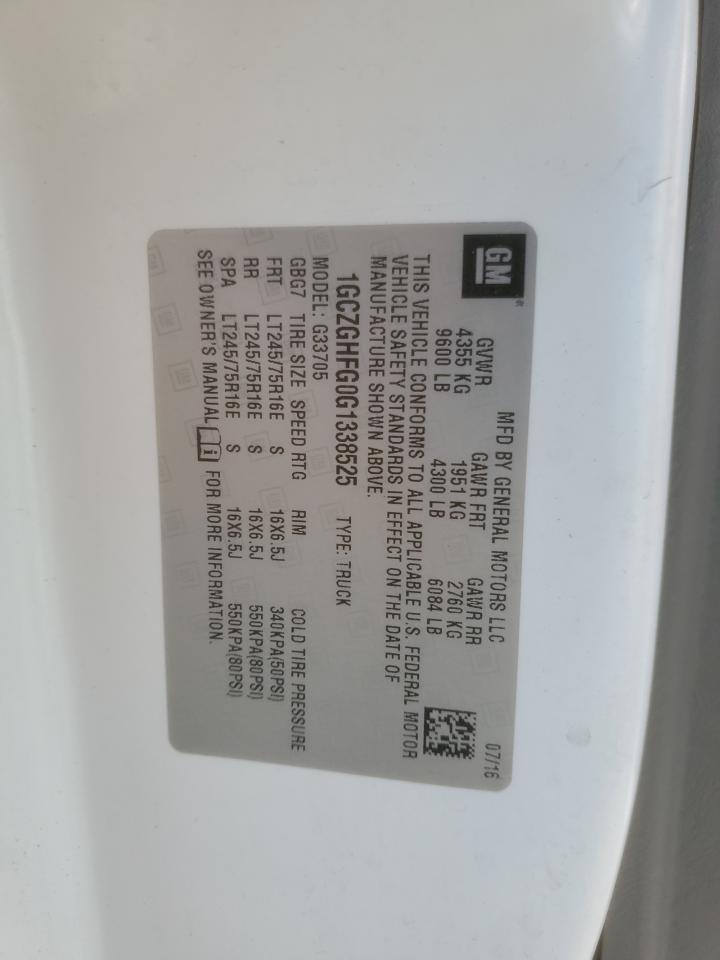 GM ®
MFD BY GENERAL MOTORS LLC 07/16
GVWR GAWR FRT GAWR RR
4355 KG 1951 KG 2760 KG
9600 LB 4300 LB 6084 LB
THIS VEHICLE CONFORMS TO ALL APPLICABLE U.S. FEDERAL MOTOR
VEHICLE SAFETY STANDARDS IN EFFECT ON THE DATE OF
MANUFACTURE SHOWN ABOVE.
1GCZGHFG0G1338525 TYPE: TRUCK
MODEL: G33705
GBG7 TIRE SIZE SPEED RTG RIM COLD TIRE PRESSURE
FRT LT245/75R16E S 16X6.5J 340KPA(50PSI)
RR LT245/75R16E S 16X6.5J 550KPA(80PSI)
SPA LT245/75R16E S 16X6.5J 550KPA(80PSI)
SEE OWNER'S MANUAL i FOR MORE INFORMATION.